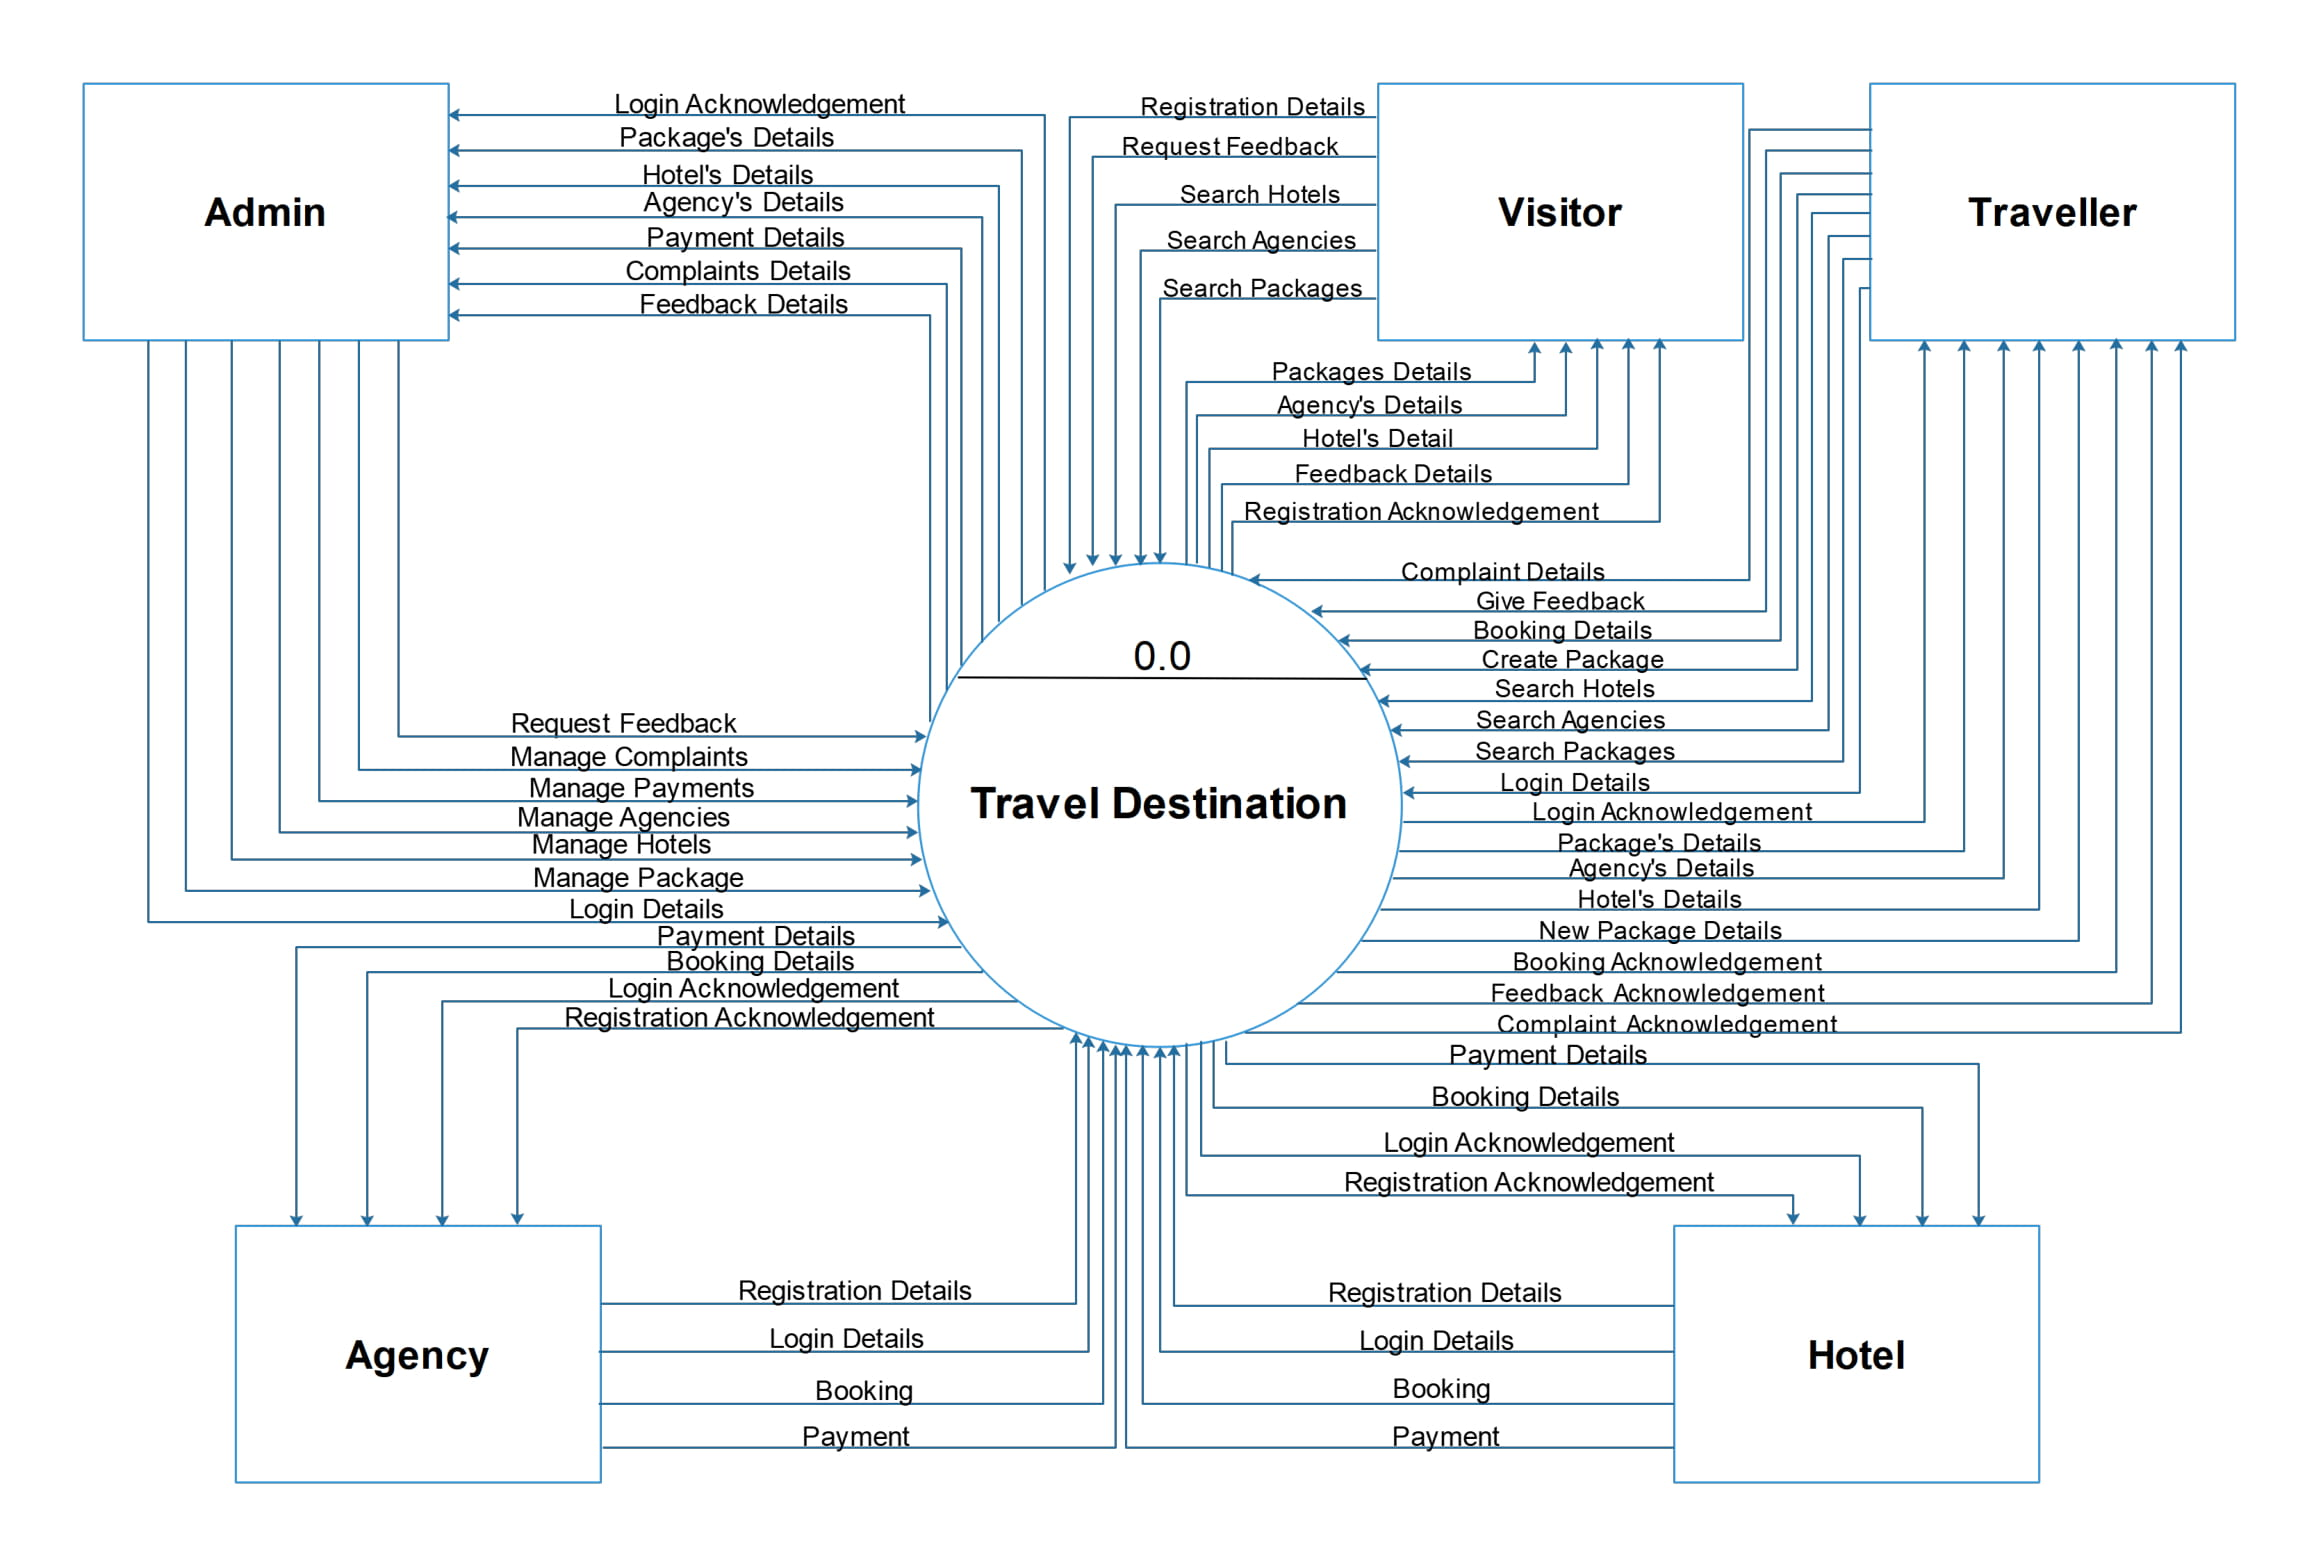 Admin
Login Acknowledgement
Package's Details
Hotel's Details
Agency's Details
Payment Details
Complaints Details
Feedback Details
Registration Details
Request Feedback
Search Hotels
Search Agencies
Search Packages
Visitor
Traveller
Packages Details
Agency's Details
Hotel's Detail
Feedback Details
Registration Acknowledgement
Complaint Details
Give Feedback
Booking Details
Create Package
Search Hotels
Search Agencies
Search Packages
Login Details
Login Acknowledgement
Package's Details
Agency's Details
Hotel's Details
New Package Details
Booking Acknowledgement
Feedback Acknowledgement
Complaint Acknowledgement
0.0
Travel Destination
Request Feedback
Manage Complaints
Manage Payments
Manage Agencies
Manage Hotels
Manage Package
Login Details
Payment Details
Booking Details
Login Acknowledgement
Registration Acknowledgement
Payment Details
Booking Details
Login Acknowledgement
Registration Acknowledgement
Agency
Registration Details
Login Details
Booking
Payment
Registration Details
Login Details
Booking
Payment
Hotel